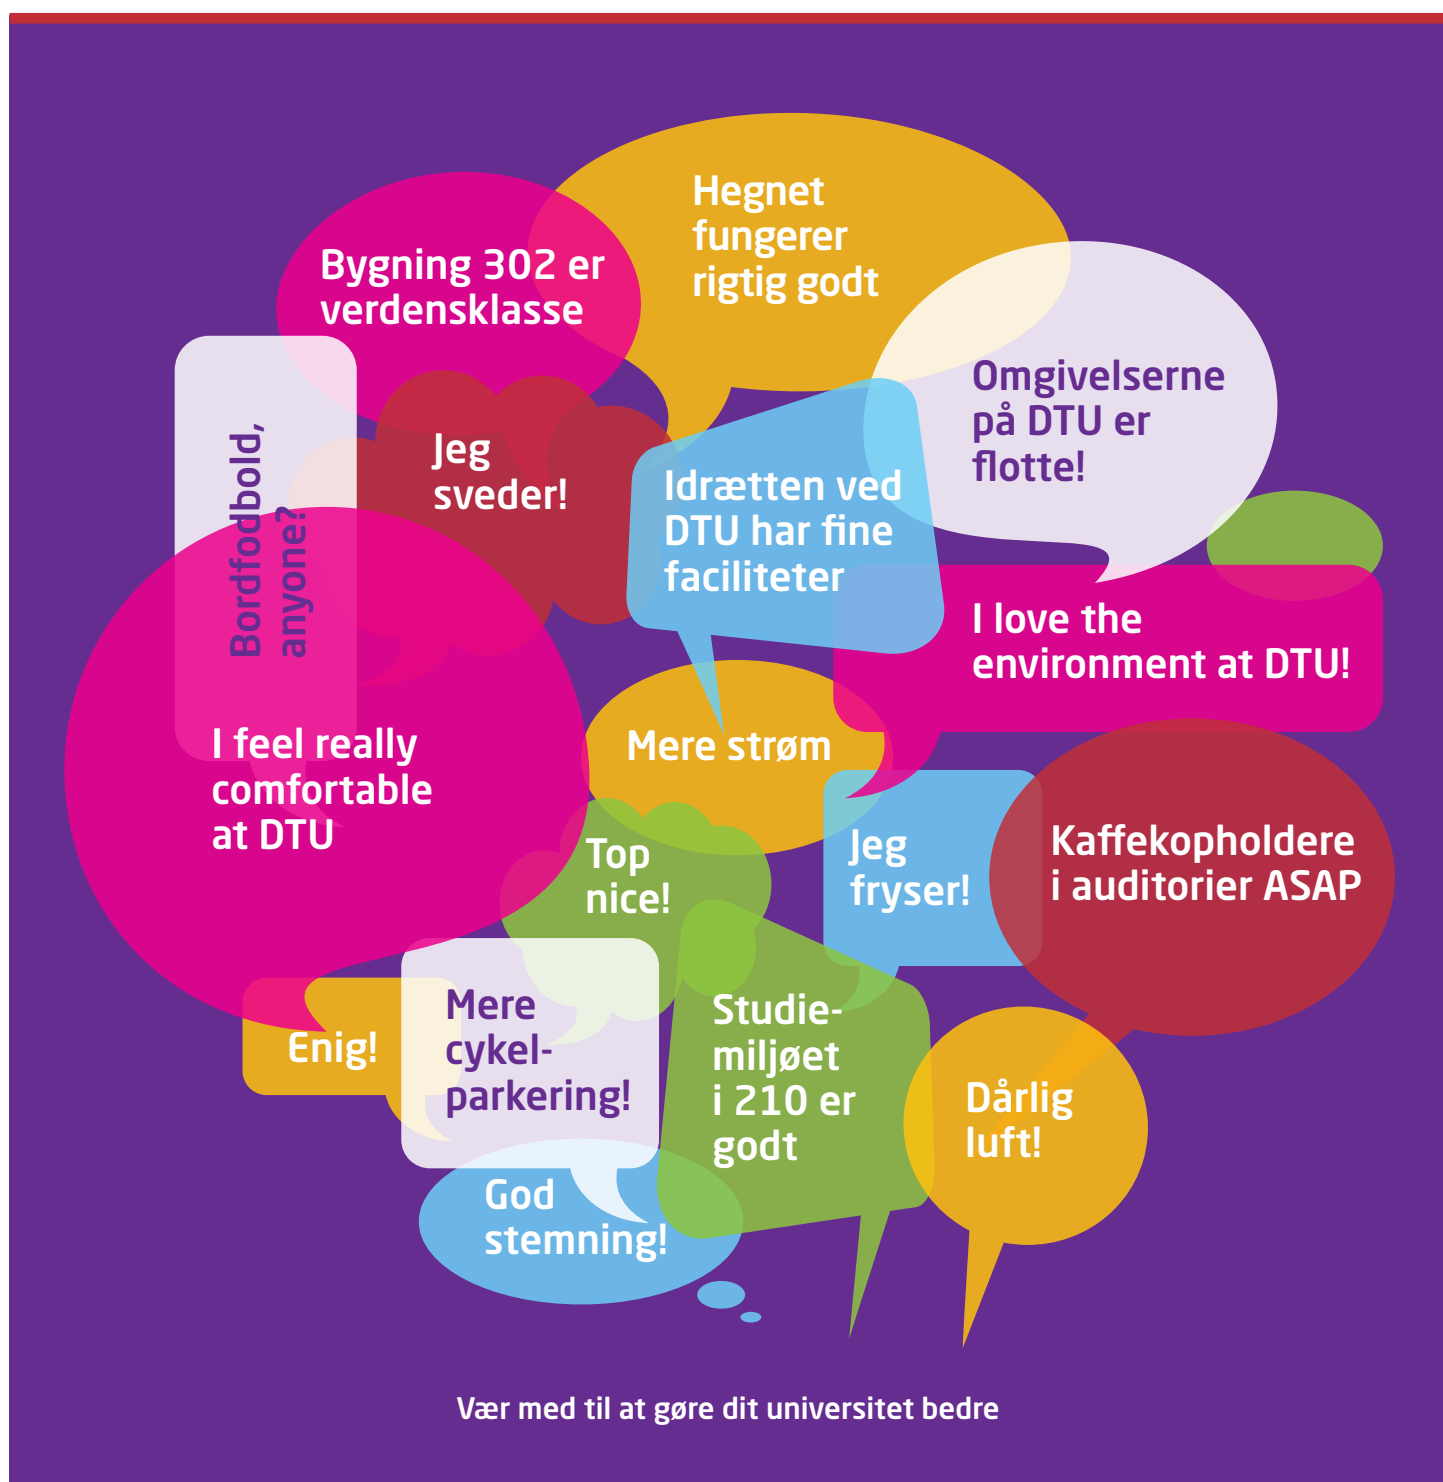 Hegnet
fungerer
rigtig godt
Bygning 302 er
verdensklasse
Omgivelserne
på DTU er
flotte!
Bordfodbold,
anyone?
Jeg
sveder!
Idrætten ved
DTU har fine
faciliteter
I love the
environment at DTU!
I feel really
comfortable
at DTU
Mere strøm
Top
nice!
Jeg
fryser!
Kaffekopholdere
i auditorier ASAP
Enig!
Mere
cykel-
parkering!
Studie-
miljøet
i 210 er
godt
Dårlig
luft!
God
stemning!
Vær med til at gøre dit universitet bedre